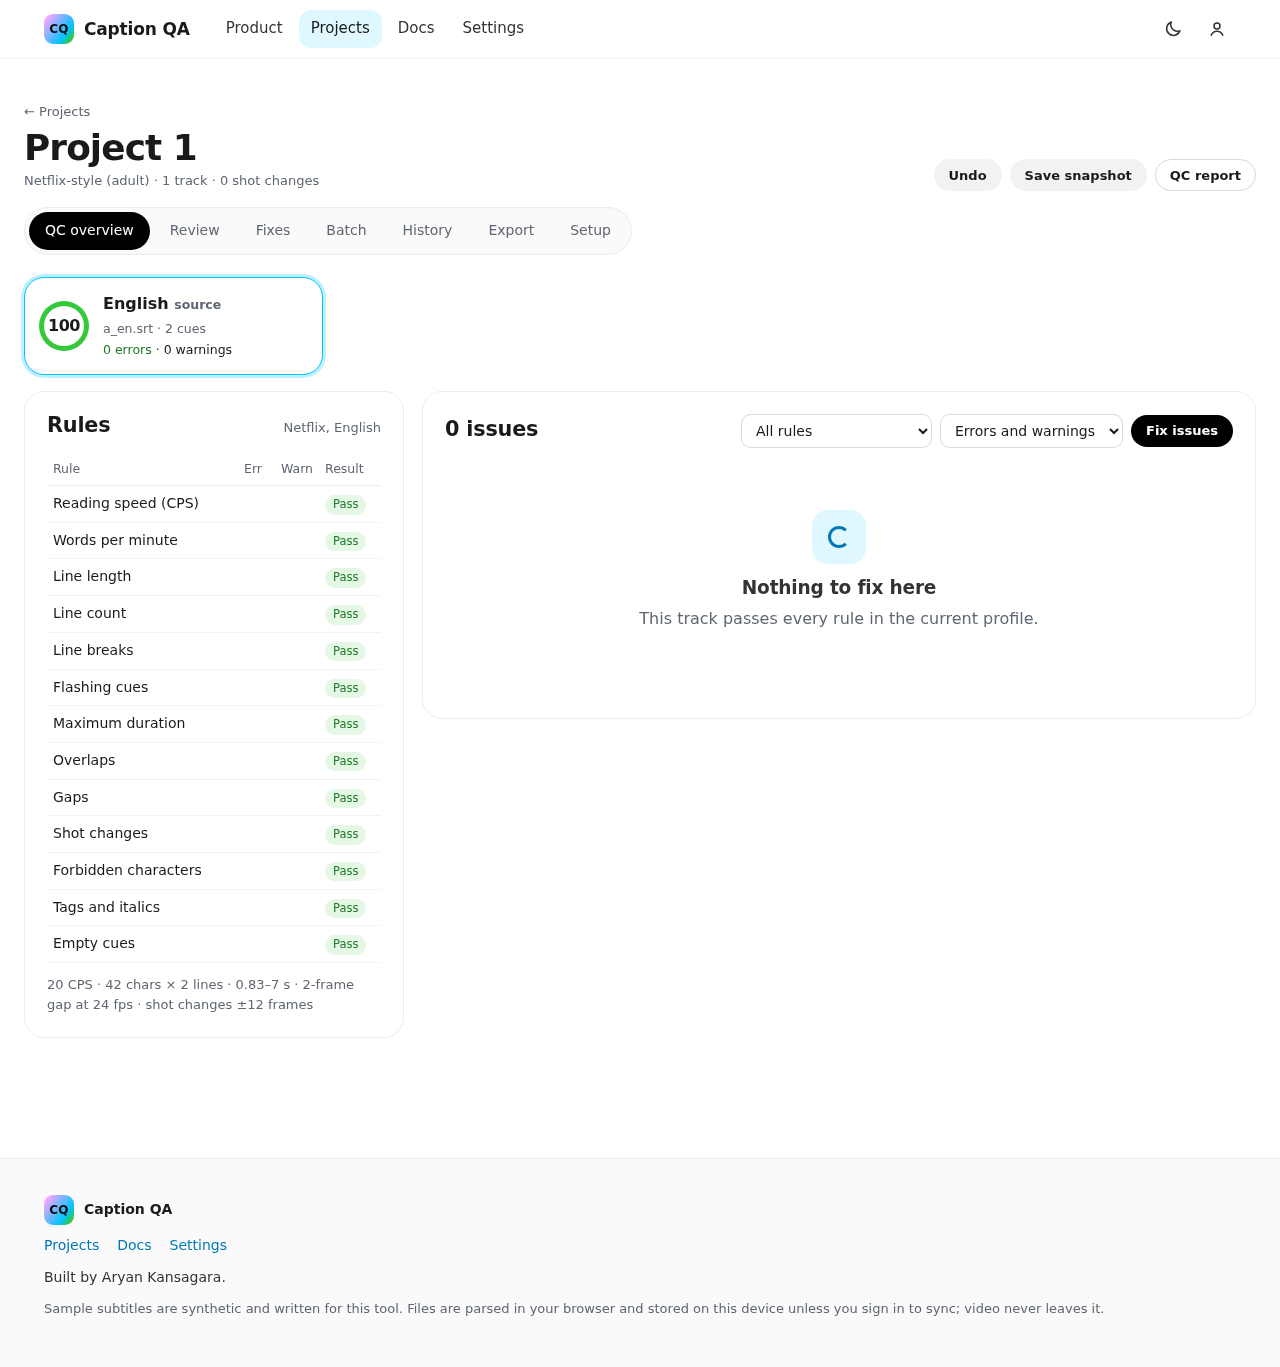 CQ Caption QA Product Projects Docs Settings
← Projects
Project 1
Netflix-style (adult) · 1 track · 0 shot changes
Undo Save snapshot QC report
QC overview Review Fixes Batch History Export Setup
100
English source
a_en.srt · 2 cues
0 errors · 0 warnings
Rules Netflix, English
Rule Err Warn Result
Reading speed (CPS) Pass
Words per minute Pass
Line length Pass
Line count Pass
Line breaks Pass
Flashing cues Pass
Maximum duration Pass
Overlaps Pass
Gaps Pass
Shot changes Pass
Forbidden characters Pass
Tags and italics Pass
Empty cues Pass
20 CPS · 42 chars × 2 lines · 0.83–7 s · 2-frame
gap at 24 fps · shot changes ±12 frames
0 issues All rules Errors and warnings Fix issues
Nothing to fix here
This track passes every rule in the current profile.
CQ Caption QA
Projects Docs Settings
Built by Aryan Kansagara.
Sample subtitles are synthetic and written for this tool. Files are parsed in your browser and stored on this device unless you sign in to sync; video never leaves it.